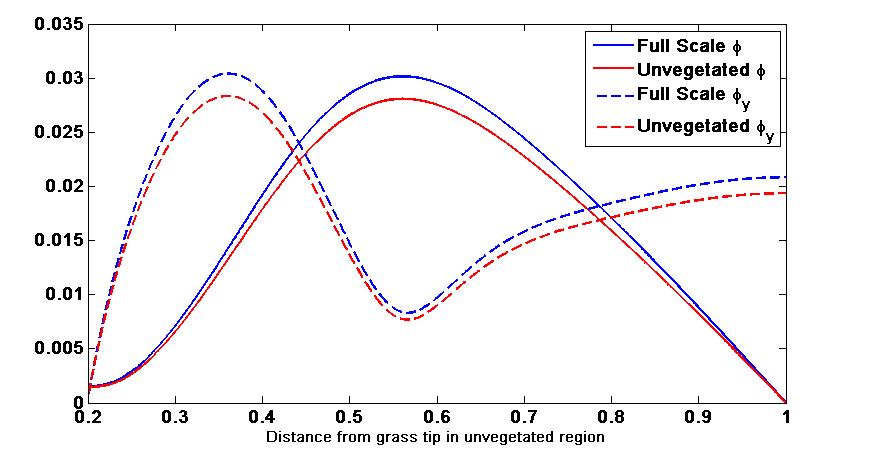 0.035
0.03
0.025
0.02
0.015
0.01
0.005
0
0.2 0.3 0.4 0.5 0.6 0.7 0.8 0.9 1
Distance from grass tip in unvegetated region
Full Scale ϕ
Unvegetated ϕ
Full Scale ϕy
Unvegetated ϕy